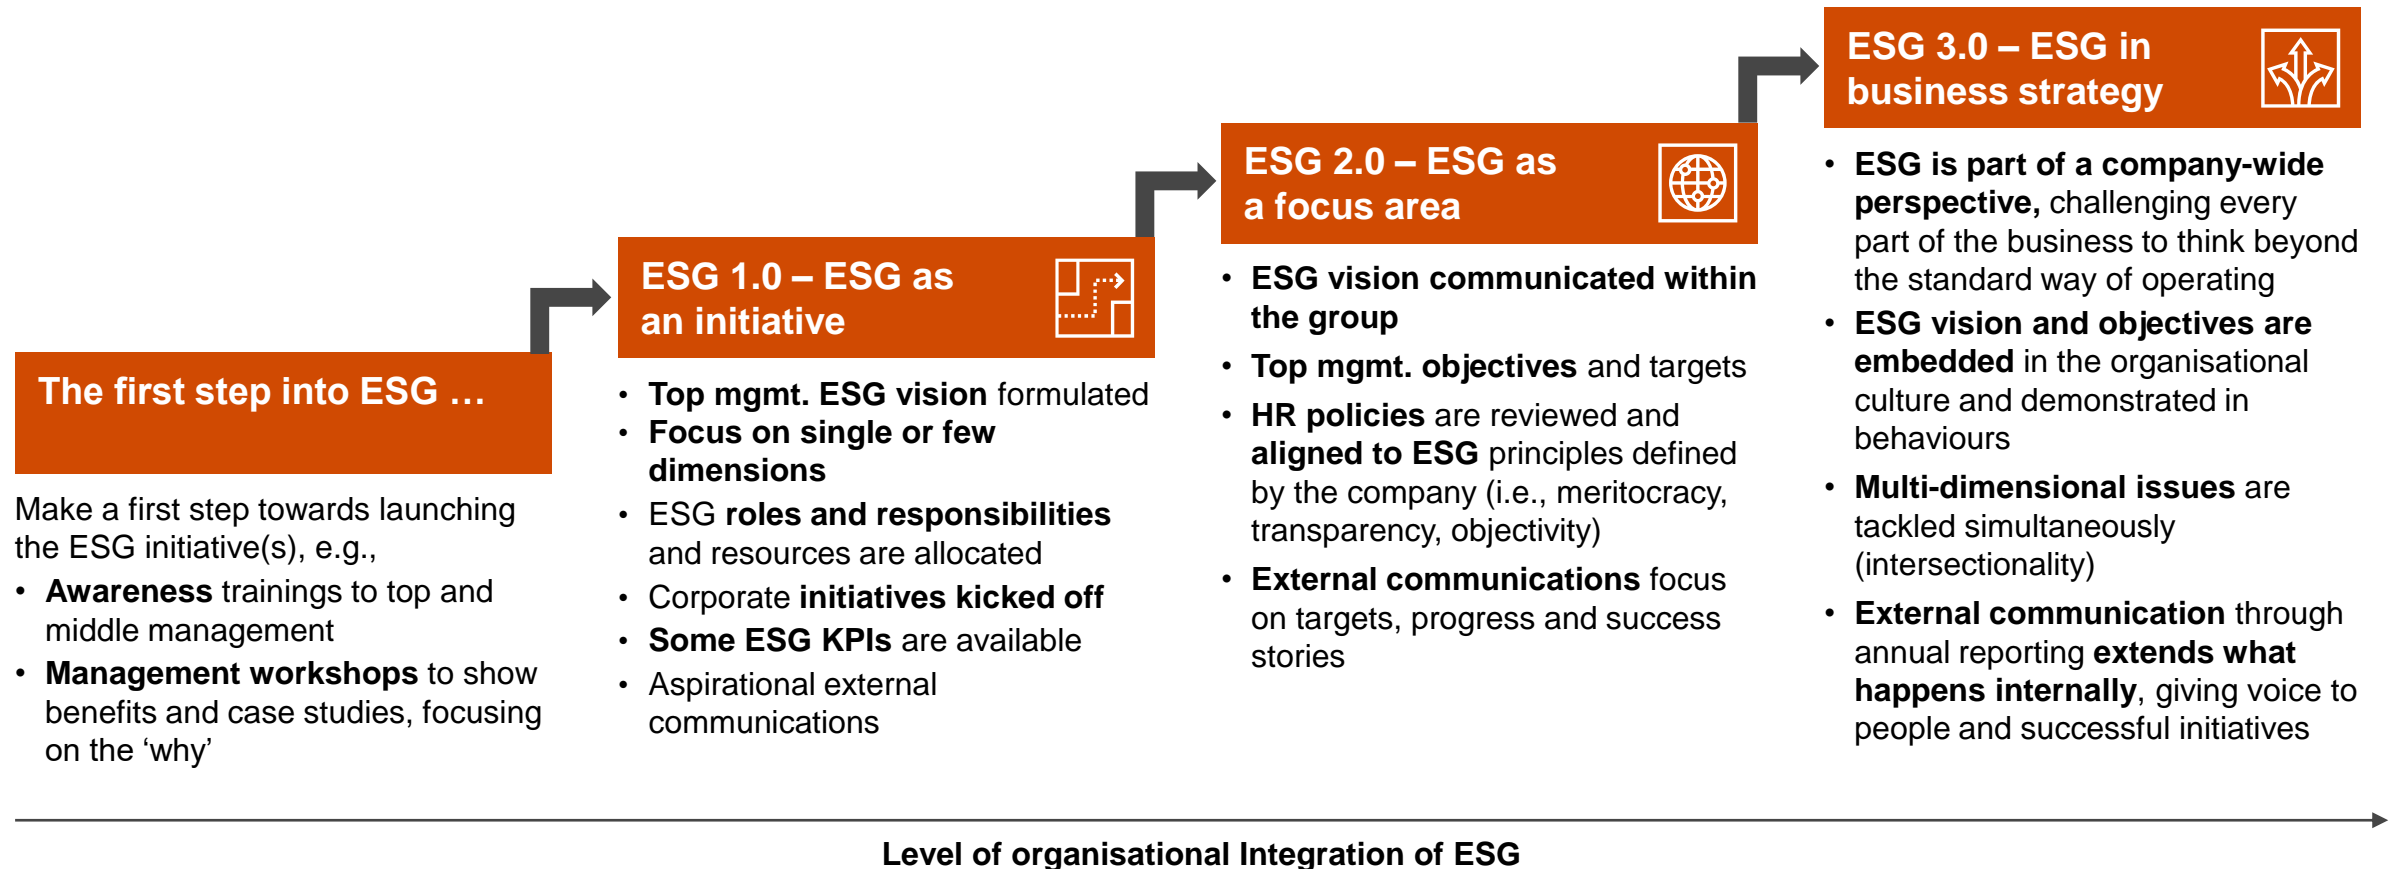 The first step into ESG …
Make a first step towards launching
the ESG initiative(s), e.g.,
• Awareness trainings to top and
middle management
• Management workshops to show
benefits and case studies, focusing
on the ‘why’
ESG 1.0 – ESG as
an initiative
• Top mgmt. ESG vision formulated
• Focus on single or few
dimensions
• ESG roles and responsibilities
and resources are allocated
• Corporate initiatives kicked off
• Some ESG KPIs are available
• Aspirational external
communications
ESG 2.0 – ESG as
a focus area
• ESG vision communicated within
the group
• Top mgmt. objectives and targets
• HR policies are reviewed and
aligned to ESG principles defined
by the company (i.e., meritocracy,
transparency, objectivity)
• External communications focus
on targets, progress and success
stories
ESG 3.0 – ESG in
business strategy
• ESG is part of a company-wide
perspective, challenging every
part of the business to think beyond
the standard way of operating
• ESG vision and objectives are
embedded in the organisational
culture and demonstrated in
behaviours
• Multi-dimensional issues are
tackled simultaneously
(intersectionality)
• External communication through
annual reporting extends what
happens internally, giving voice to
people and successful initiatives
Level of organisational Integration of ESG